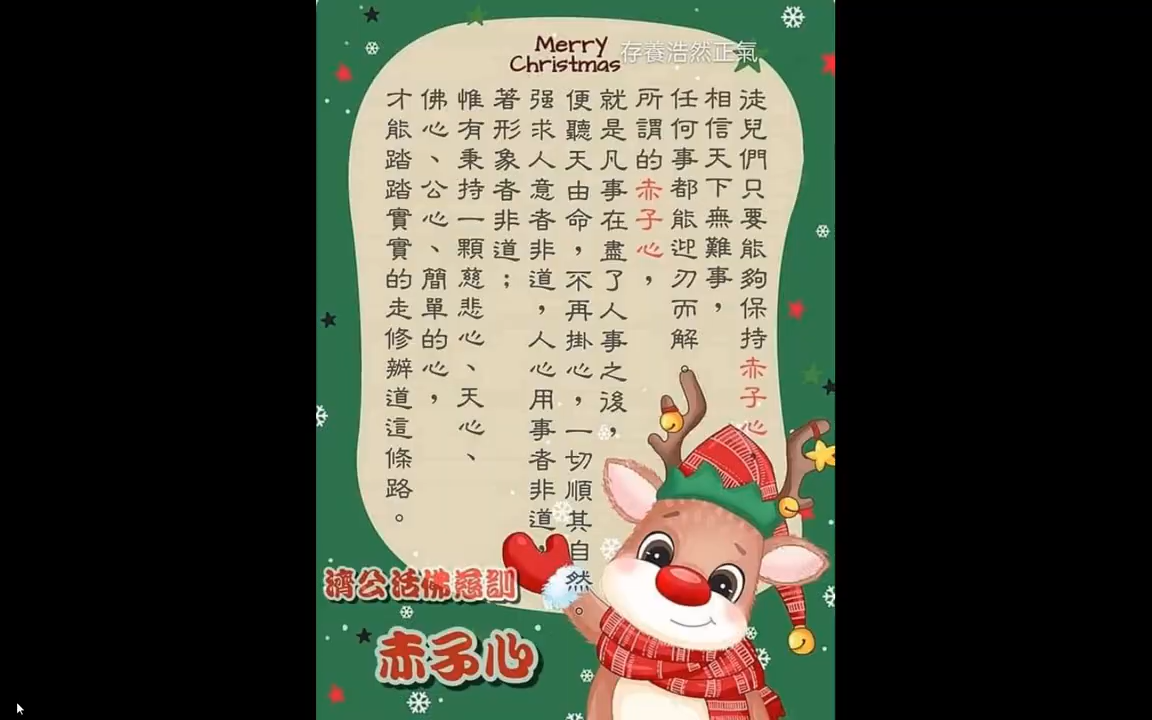 Merry
Christmas
存養浩然正氣
徒兒們只要能夠保持赤子心，
相信天下無難事，
任何事都能迎刃而解
所謂的赤子心，
就是凡事在盡了人事之後，
便聽天由命，不再掛心，一切順其自然。
强求人意者非道，人心用事者非道，
著形象者非道；
惟有秉持一顆慈悲心、天心、
佛心、公心、簡單的心，
才能踏踏實實的走修辦道這條路。
濟公活佛慈訓
赤子心